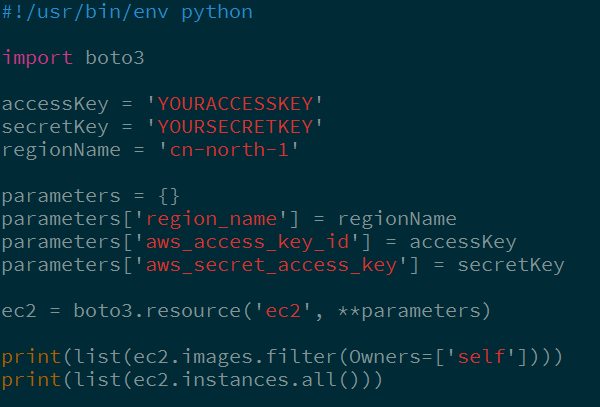 #!/usr/bin/env python
import boto3
accessKey = 'YOURACCESSKEY'
secretKey = 'YOURSECRETKEY'
regionName = 'cn-north-1'
parameters = {}
parameters['region_name'] = regionName
parameters['aws_access_key_id'] = accessKey
parameters['aws_secret_access_key'] = secretKey
ec2 = boto3.resource('ec2', **parameters)
print(list(ec2.images.filter(Owners=['self'])))
print(list(ec2.instances.all()))